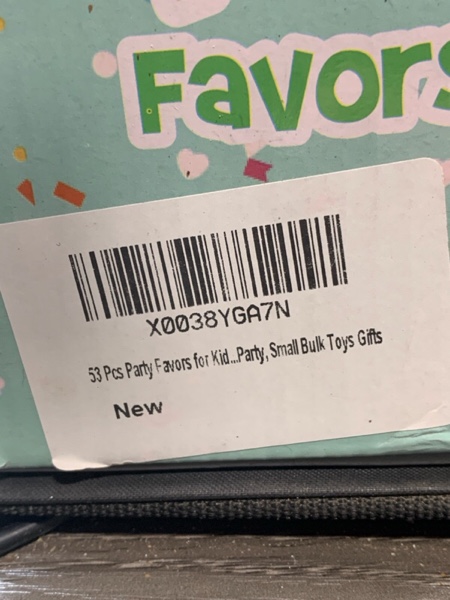 Favors
X0038YGA7N
53 Pcs Party Favors for Kid...Party, Small Bulk Toys Gifts
New